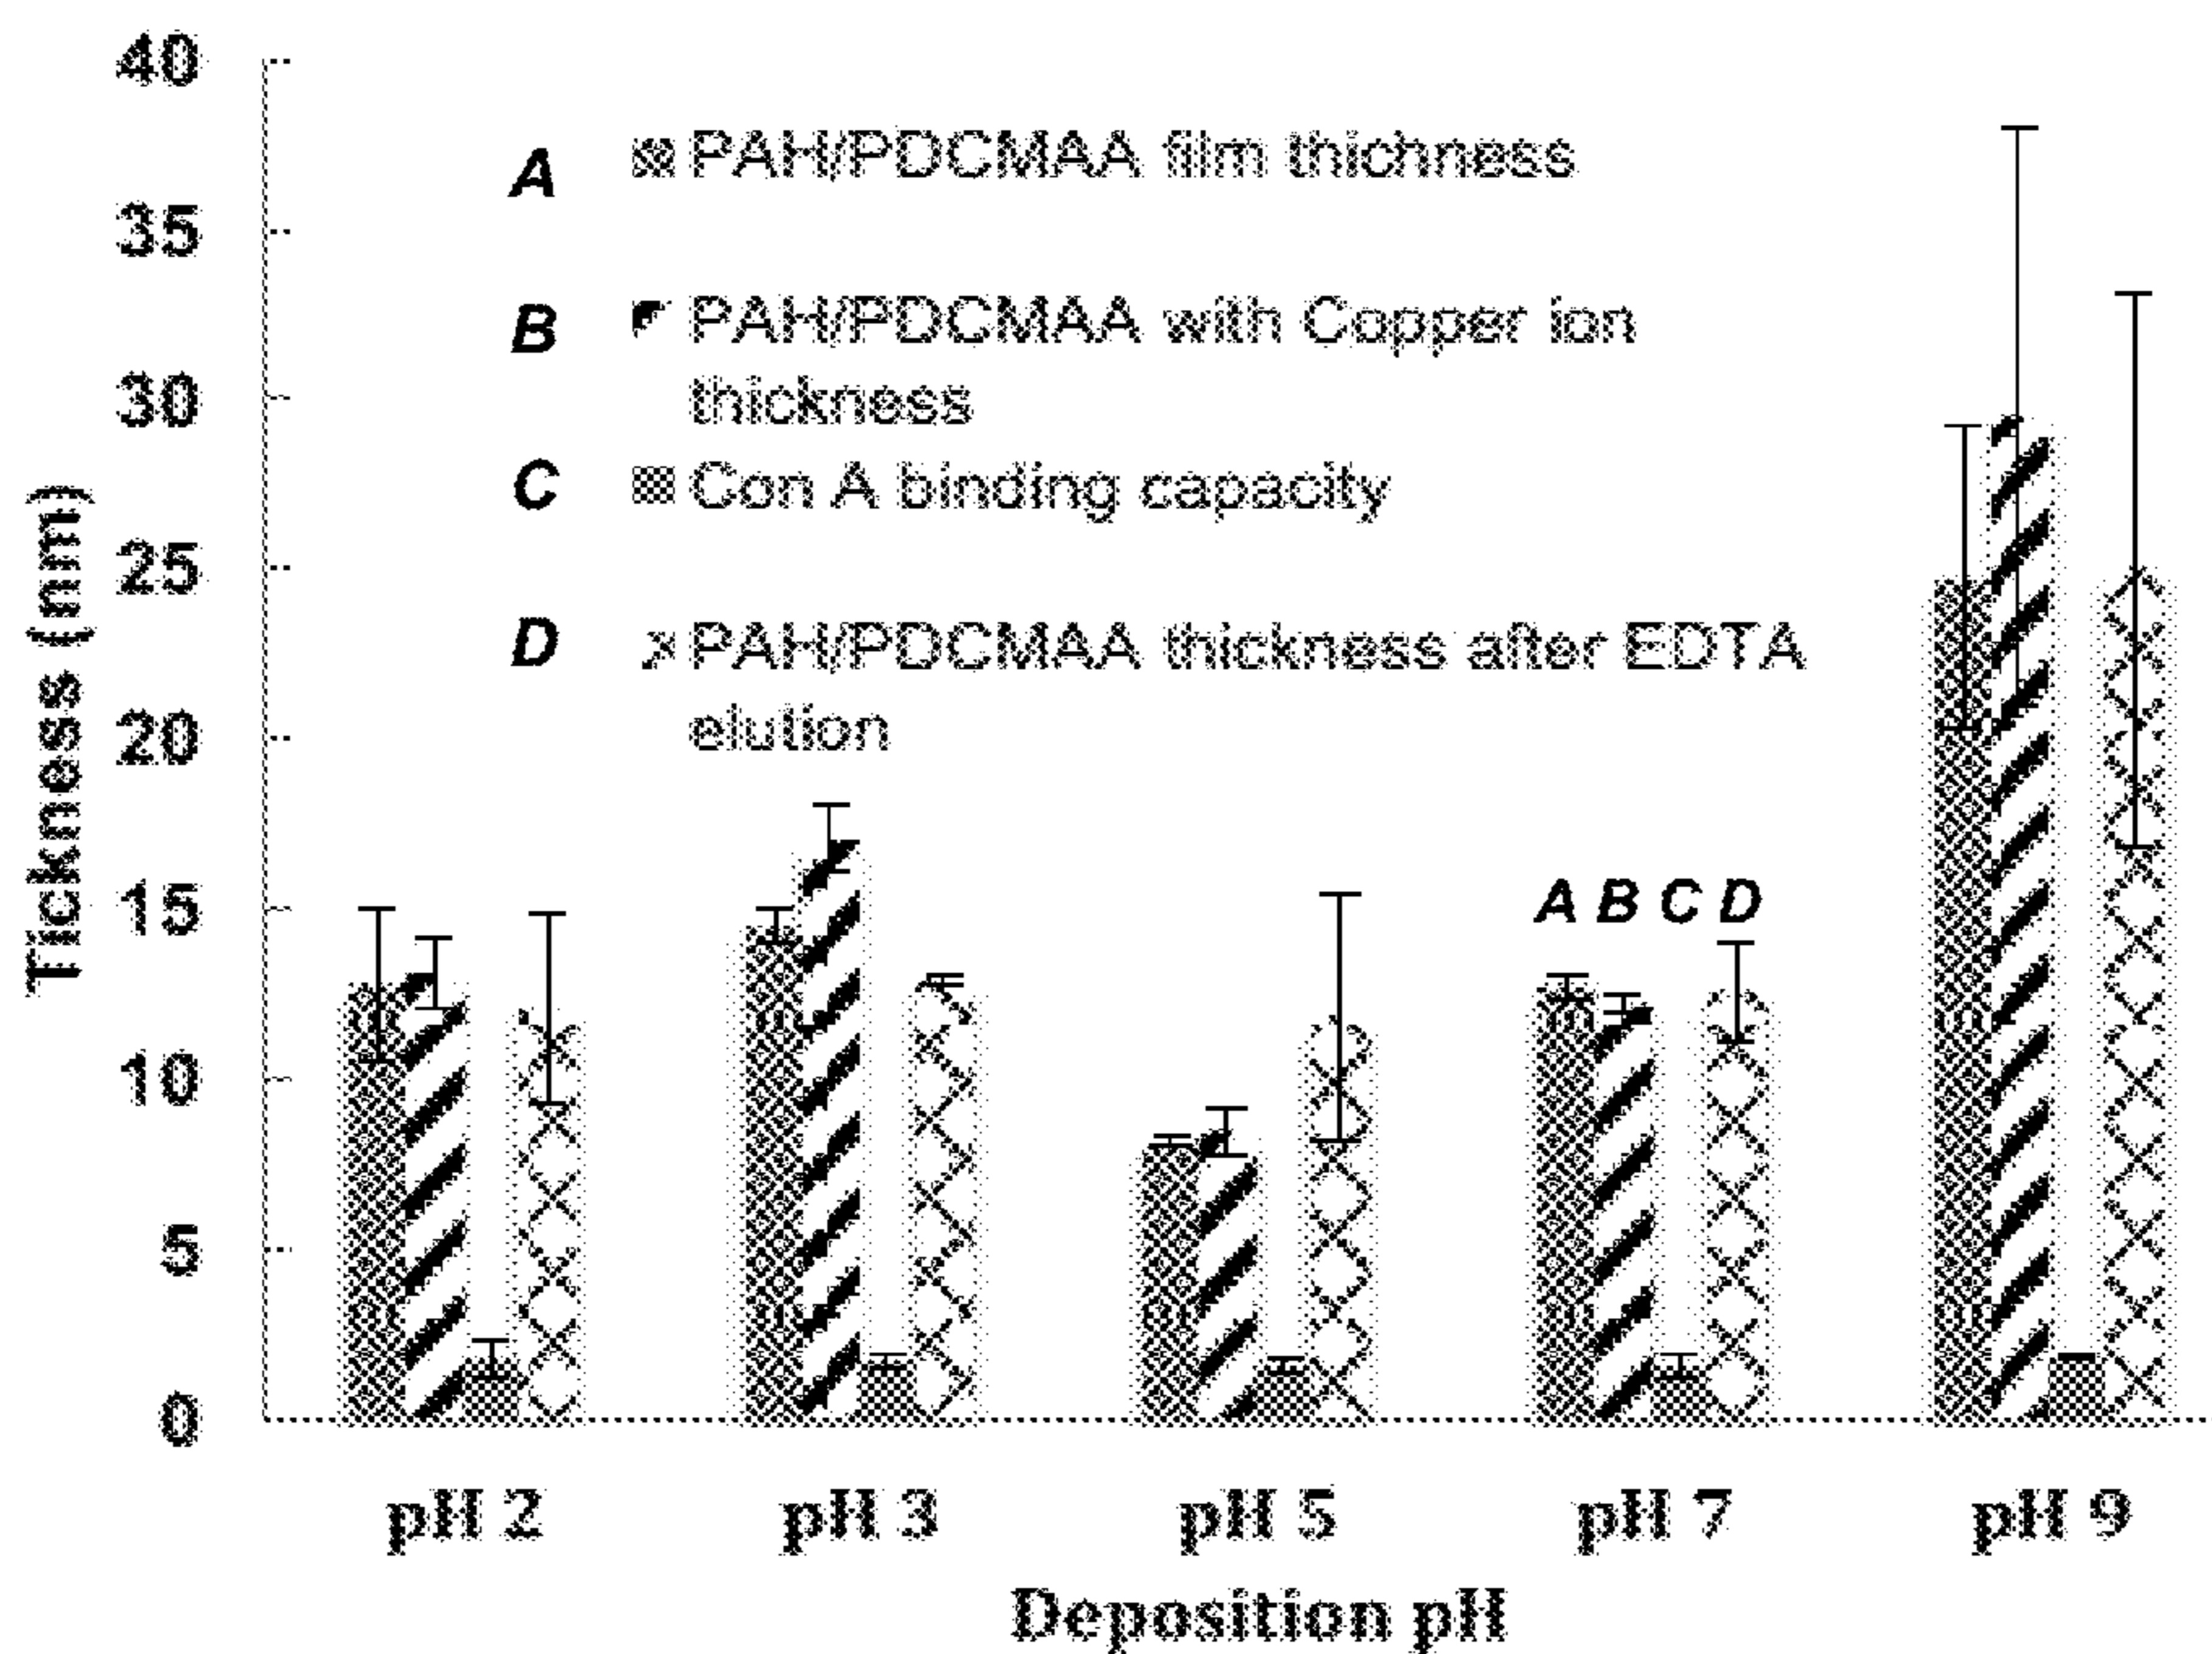 40
35
30
25
20
15
10
5
0
Tickness (nm)
A PAH/PDCMAA film thichness
B PAH/PDCMAA with Copper ion
thickness
C Con A binding capacity
D PAH/PDCMAA thickness after EDTA
elution
A B C D
pH 2 pH 3 pH 5 pH 7 pH 9
Deposition pH